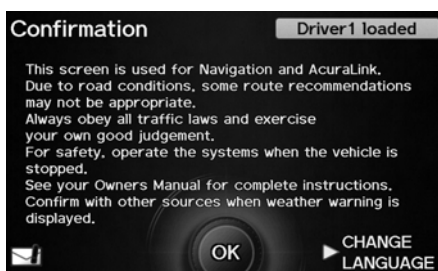 Confirmation
Driver1 loaded
This screen is used for Navigation and AcuraLink.
Due to road conditions, some route recommendations
may not be appropriate.
Always obey all traffic laws and exercise
your own good judgement.
For safety, operate the systems when the vehicle is
stopped.
See your Owners Manual for complete instructions.
Confirm with other sources when weather warning is
displayed.
OK
CHANGE
LANGUAGE